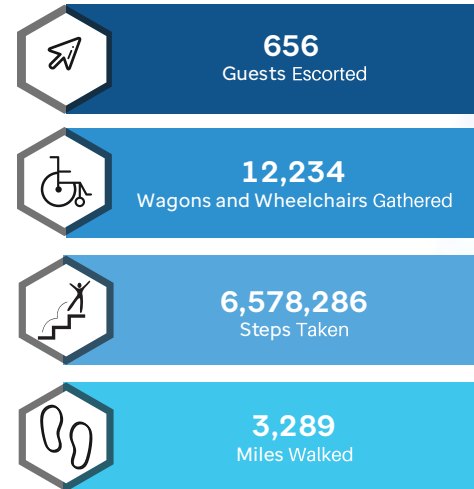 656
Guests Escorted
12,234
Wagons and Wheelchairs Gathered
6,578,286
Steps Taken
3,289
Miles Walked